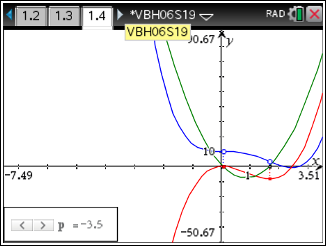 1.2 1.3 1.4 *VBH06S19 RAD
VBH06S19
90.67 y
10
x
-7.49 1 3.51
p = -3.5
-50.67